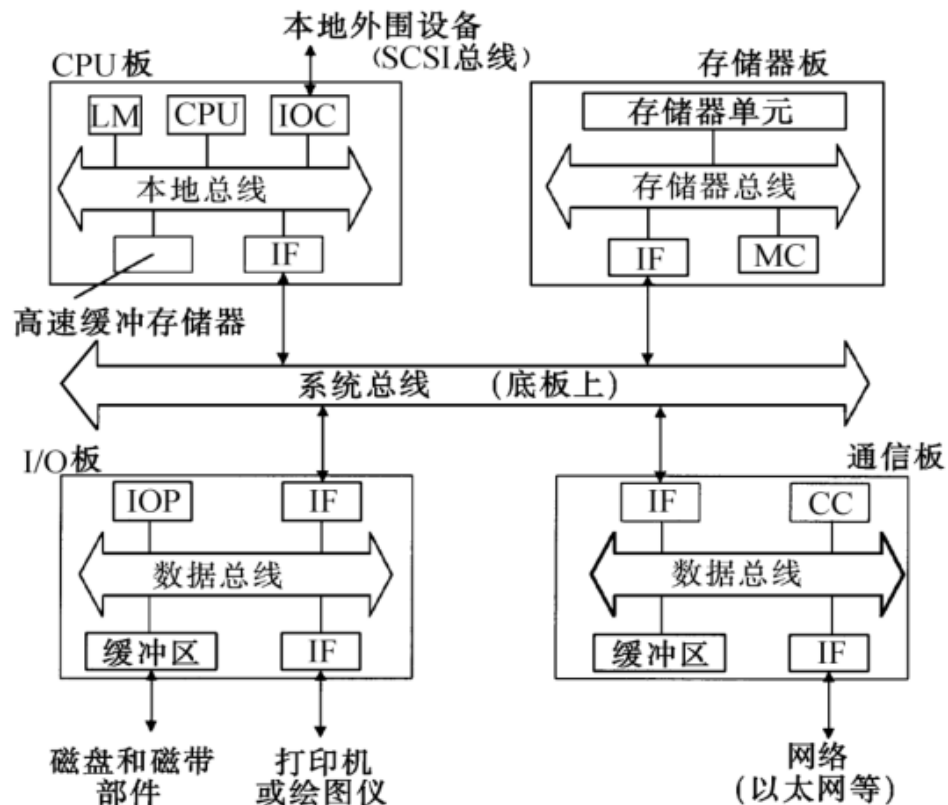 本地外围设备
(SCSI总线)
CPU板
存储器板
LM
CPU
IOC
存储器单元
本地总线
存储器总线
IF
IF
MC
高速缓冲存储器
系统总线 (底板上)
I/O板
通信板
IOP
IF
IF
CC
数据总线
数据总线
缓冲区
IF
缓冲区
IF
磁盘和磁带
部件
打印机
或绘图仪
网络
(以太网等)